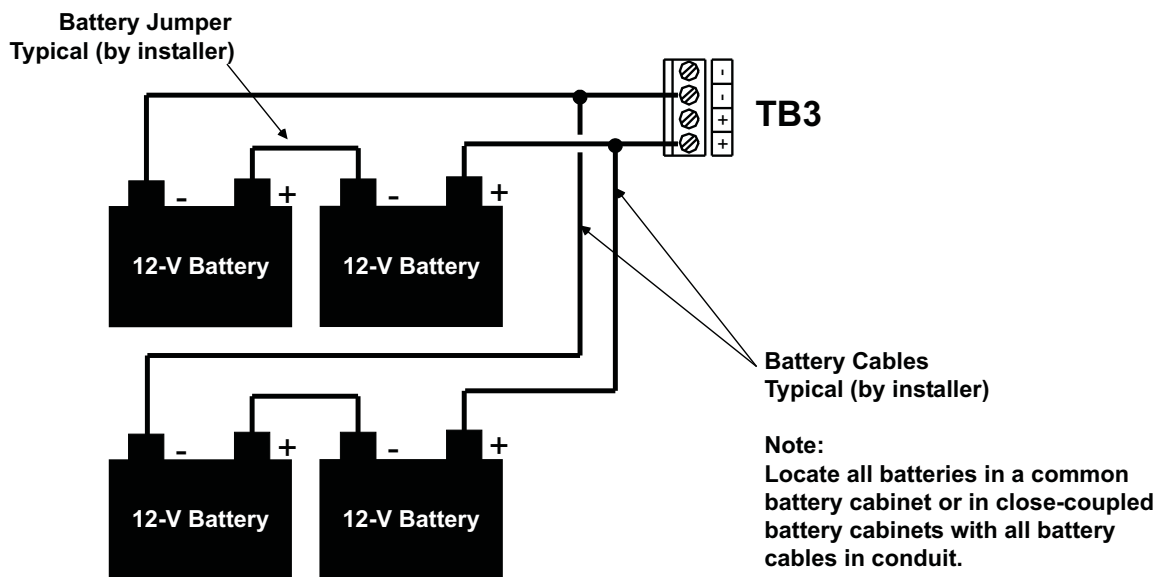 Battery Jumper
Typical (by installer)
-
-
+
+
TB3
- + - +
12-V Battery 12-V Battery
Battery Cables
Typical (by installer)
- + - +
12-V Battery 12-V Battery
Note:
Locate all batteries in a common
battery cabinet or in close-coupled
battery cabinets with all battery
cables in conduit.